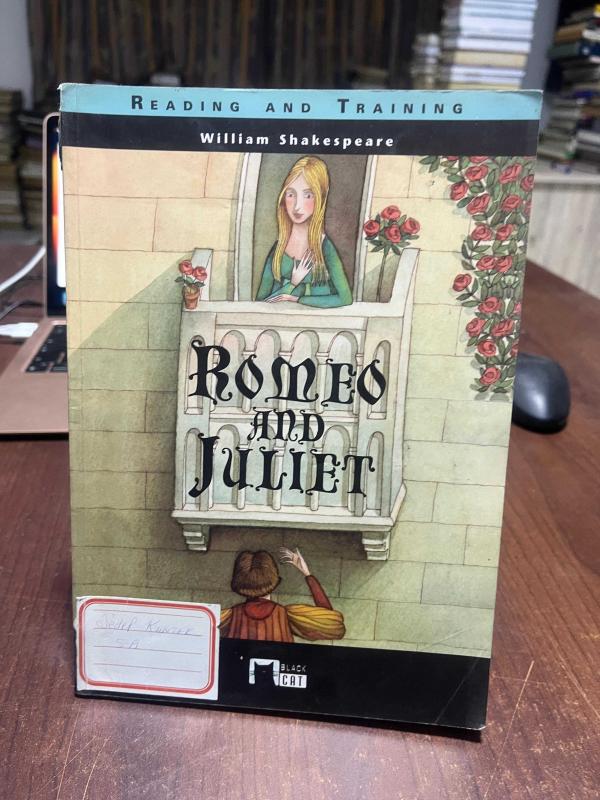 READING AND TRAINING
William Shakespeare
ROMEO
AND
JULIET
BLACK
CAT